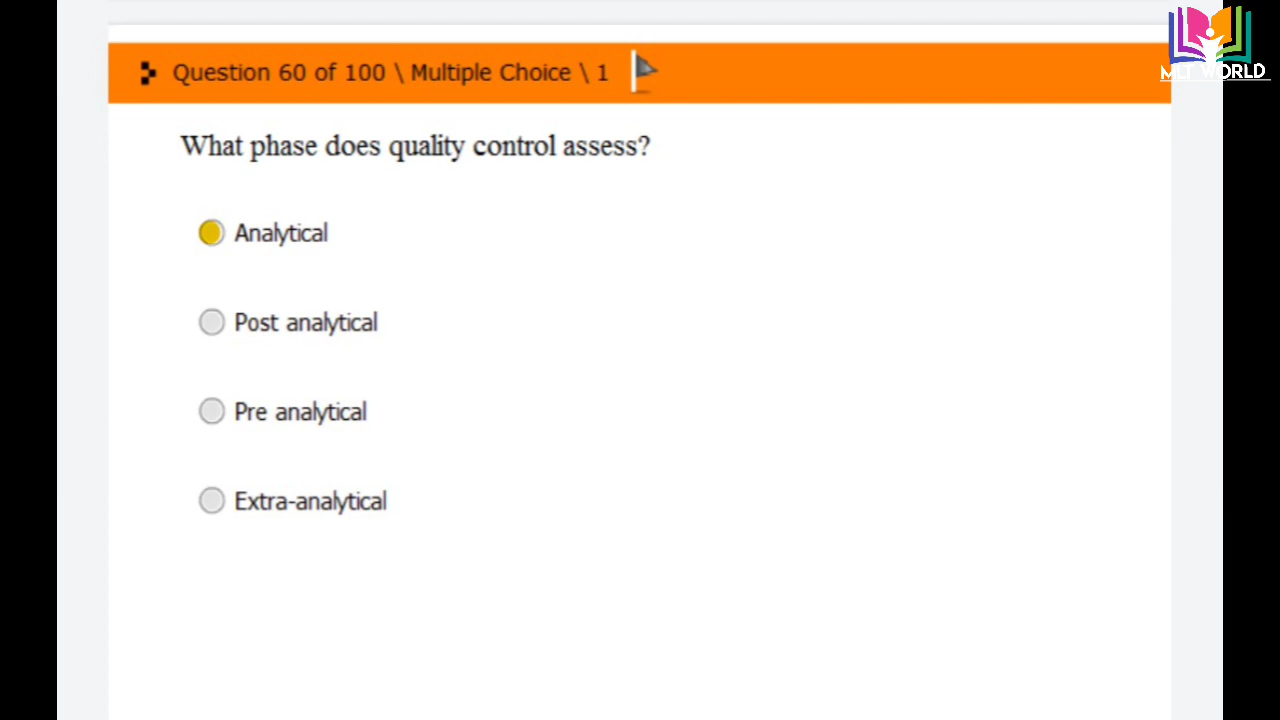 MLT WORLD
Question 60 of 100 \ Multiple Choice \ 1
What phase does quality control assess?
Analytical
Post analytical
Pre analytical
Extra-analytical